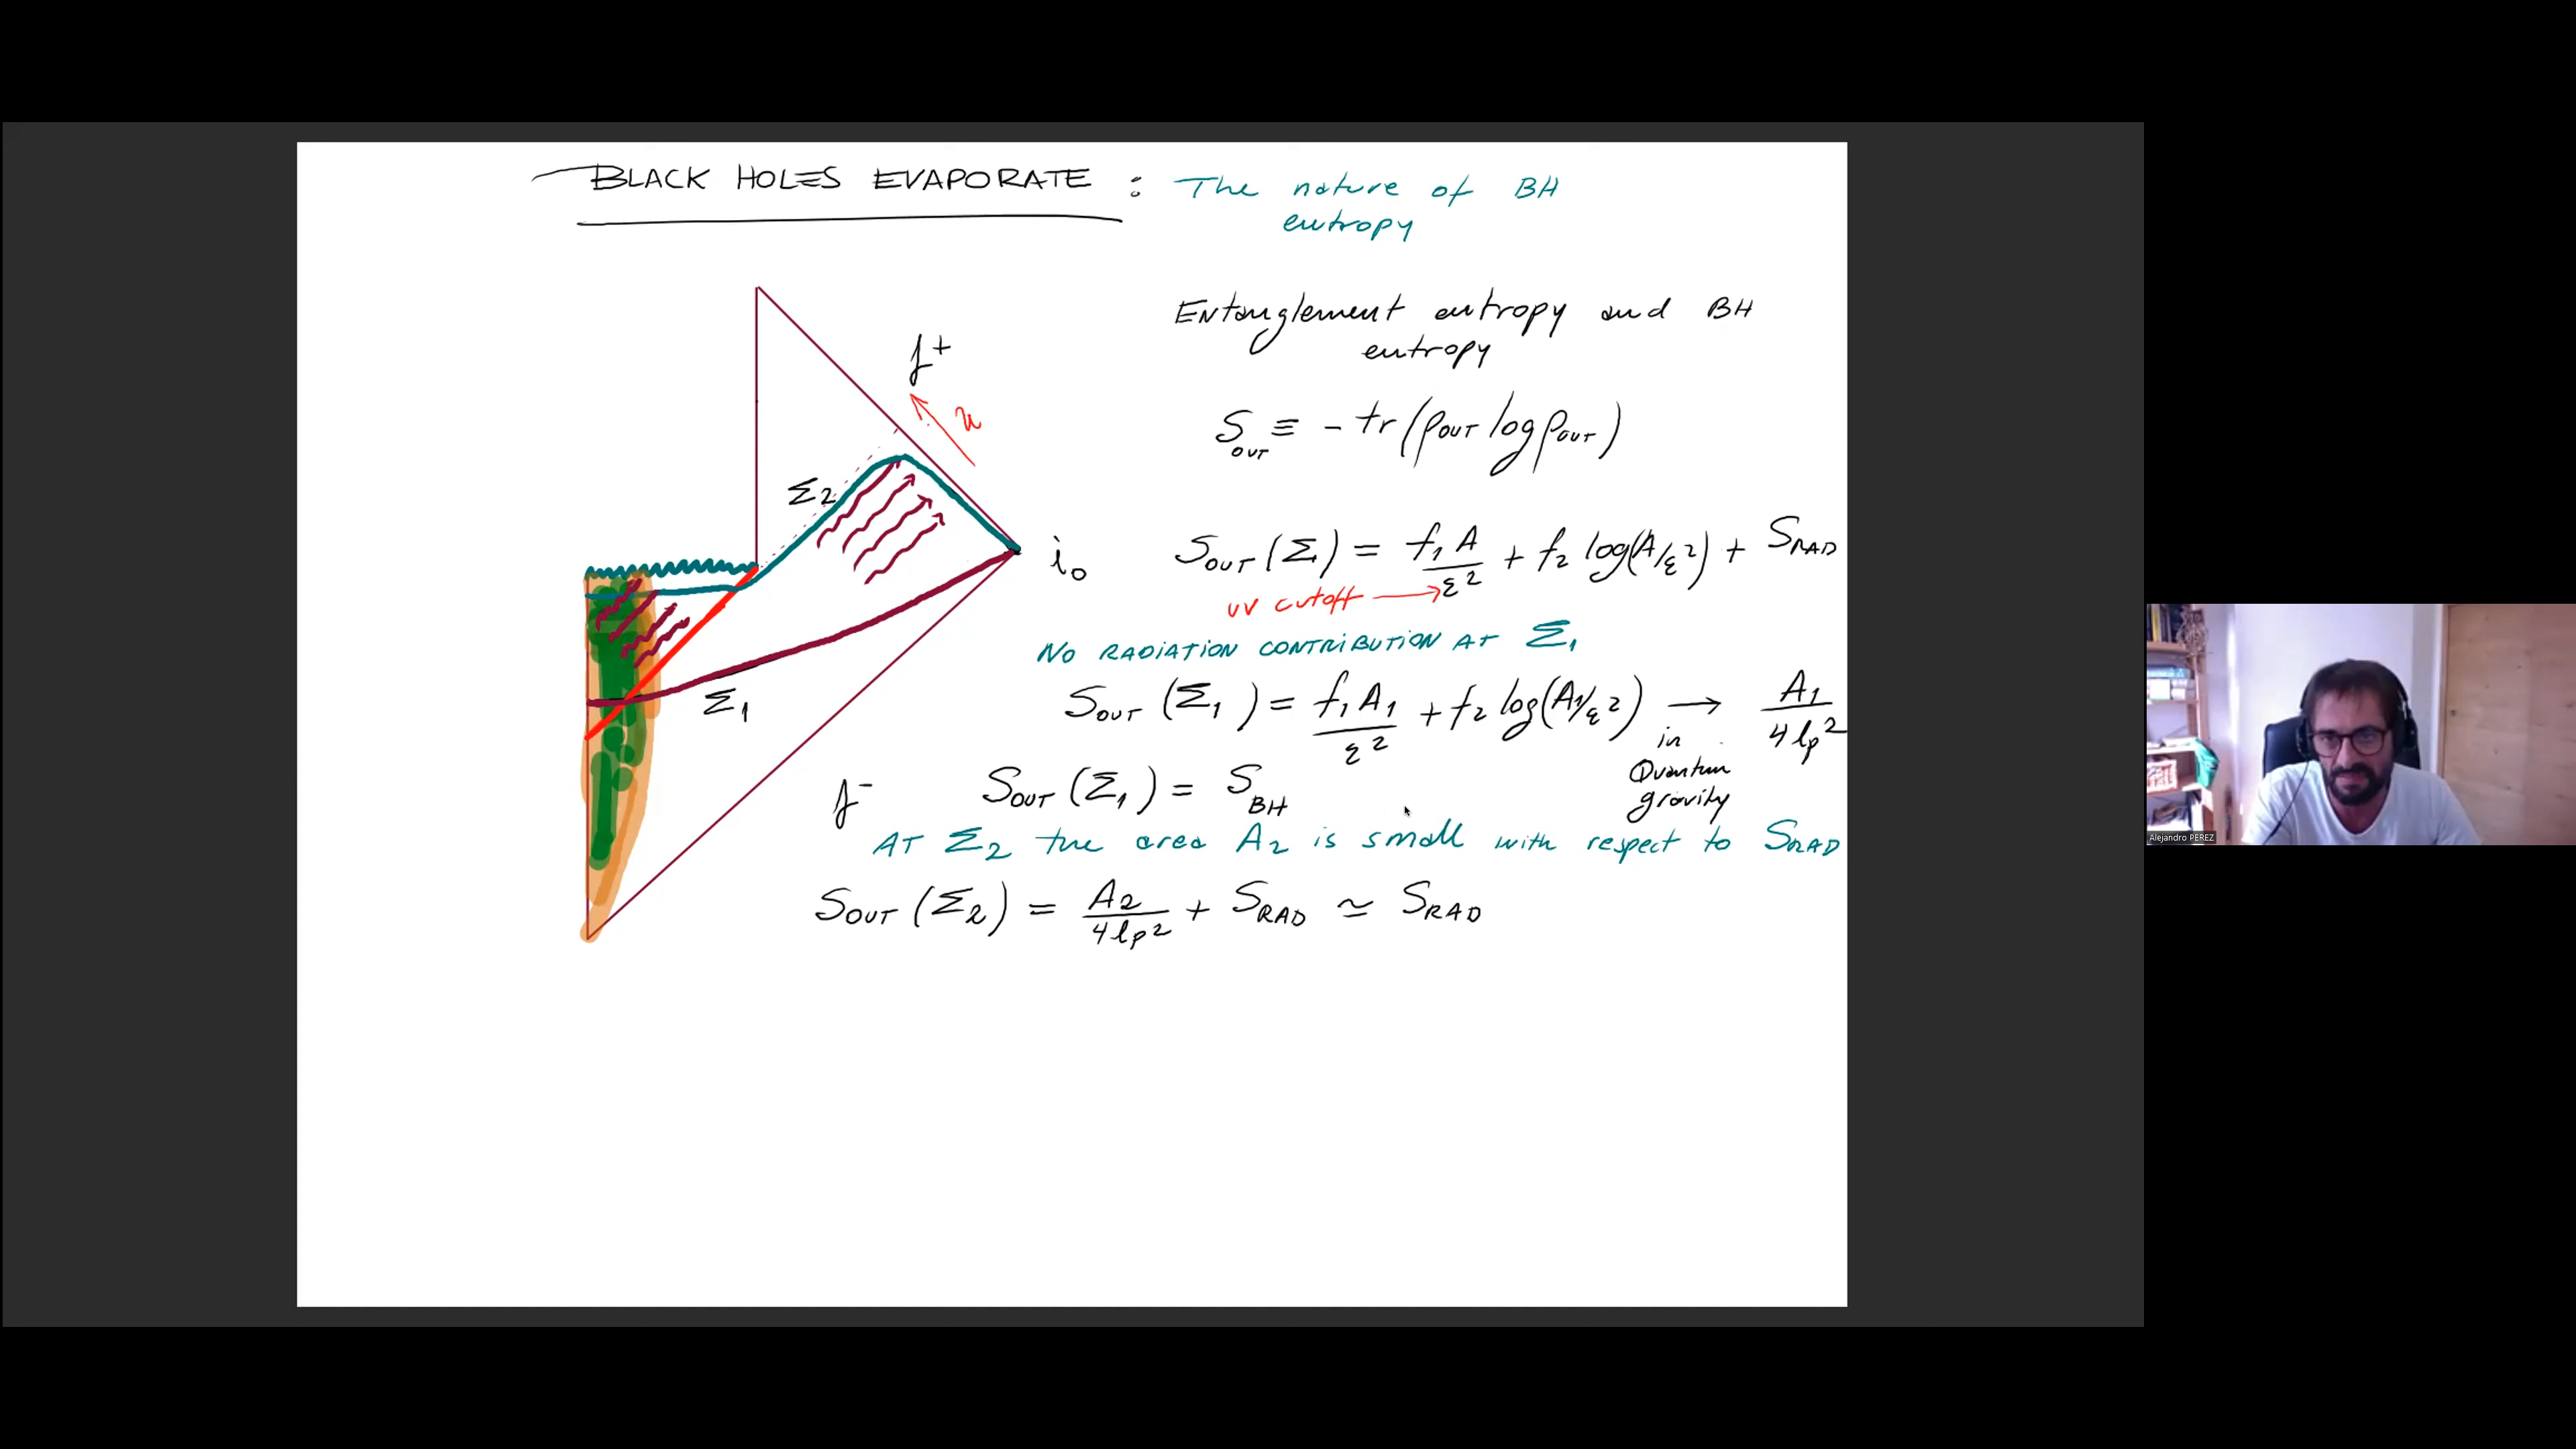 BLACK HOLES EVAPORATE : The nature of BH
entropy
Entanglement entropy and BH
entropy
S_OUT ≡ - tr(ρ_OUT log ρ_OUT)
S_OUT(Σ) = f₁A/ε² + f₂ log(A/ε²) + S_RAD
UV cutoff →
NO RADIATION CONTRIBUTION AT Σ₁
S_OUT(Σ₁) = f₁A₁/ε² + f₂ log(A₁/ε²) → A₁/4lp²
in
Quantum
gravity
S_OUT(Σ₁) = S_BH
AT Σ₂ the area A₂ is small with respect to S_RAD
S_OUT(Σ₂) = A₂/4lp² + S_RAD ≃ S_RAD
𝒥⁺
u
Σ₂
i₀
Σ₁
𝒥⁻
Alejandro PEREZ